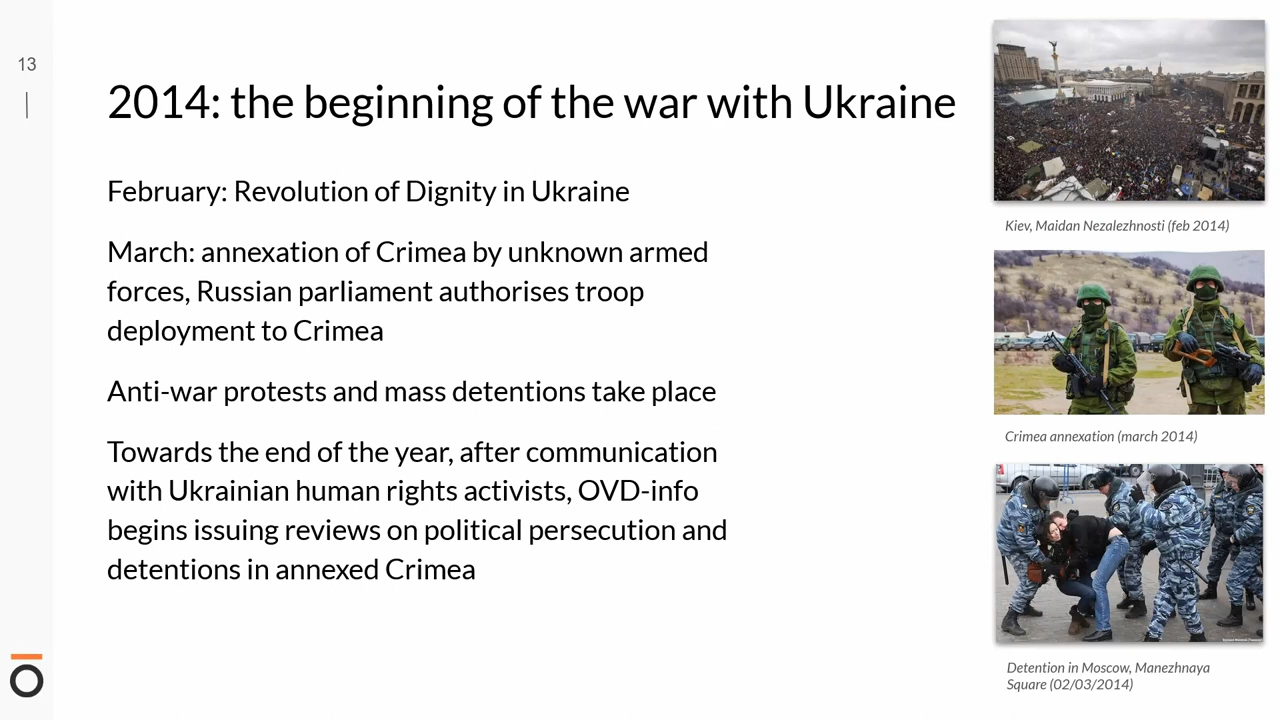 13
2014: the beginning of the war with Ukraine
February: Revolution of Dignity in Ukraine
March: annexation of Crimea by unknown armed
forces, Russian parliament authorises troop
deployment to Crimea
Anti-war protests and mass detentions take place
Towards the end of the year, after communication
with Ukrainian human rights activists, OVD-info
begins issuing reviews on political persecution and
detentions in annexed Crimea
Kiev, Maidan Nezalezhnosti (feb 2014)
Crimea annexation (march 2014)
Detention in Moscow, Manezhnaya
Square (02/03/2014)